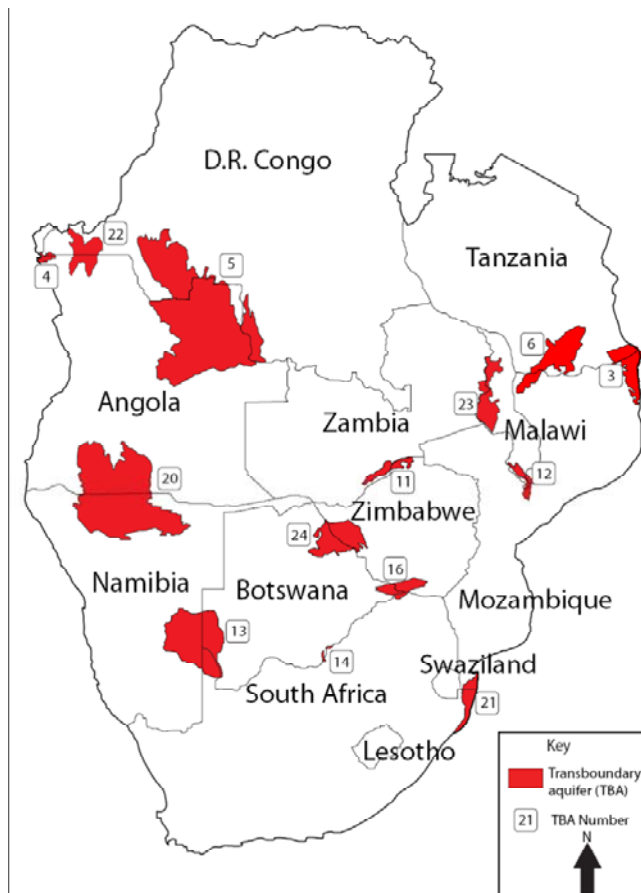 D.R. Congo
22
4
5
Tanzania
6
3
Angola
23
Zambia
Malawi
11
12
20
Zimbabwe
24
Namibia
Botswana
16
Mozambique
13
14
Swaziland
South Africa
21
Lesotho
Key
Transboundary
aquifer (TBA)
21 TBA Number
N